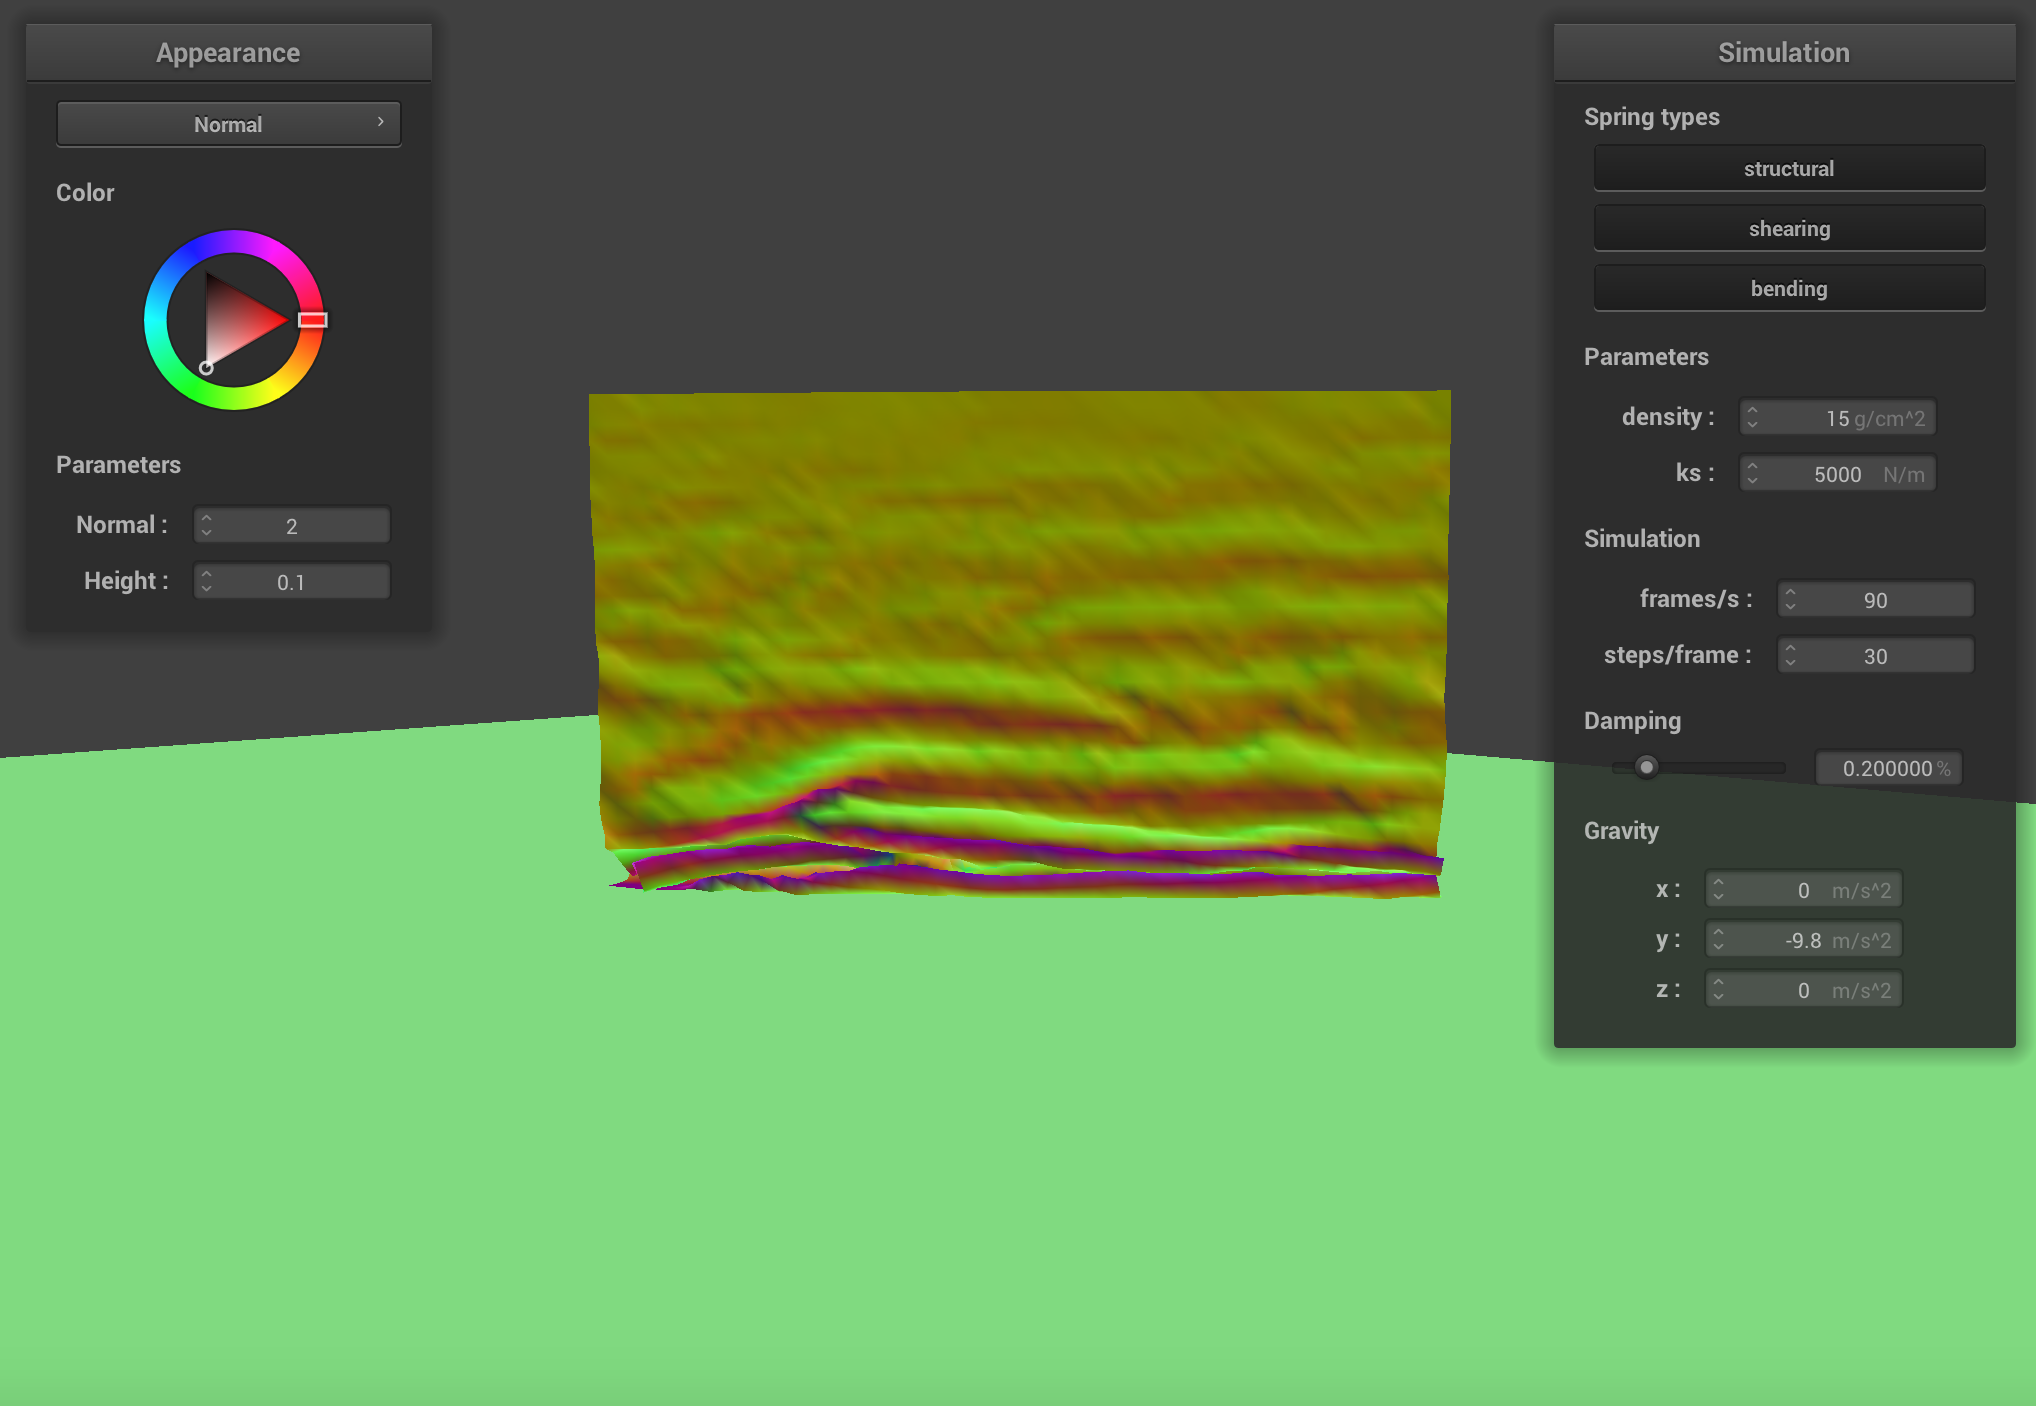 Appearance
Normal
Color
Parameters
Normal : 2
Height : 0.1
Simulation
Spring types
structural
shearing
bending
Parameters
density : 15 g/cm^2
ks : 5000 N/m
Simulation
frames/s : 90
steps/frame : 30
Damping
0.200000 %
Gravity
x : 0 m/s^2
y : -9.8 m/s^2
z : 0 m/s^2